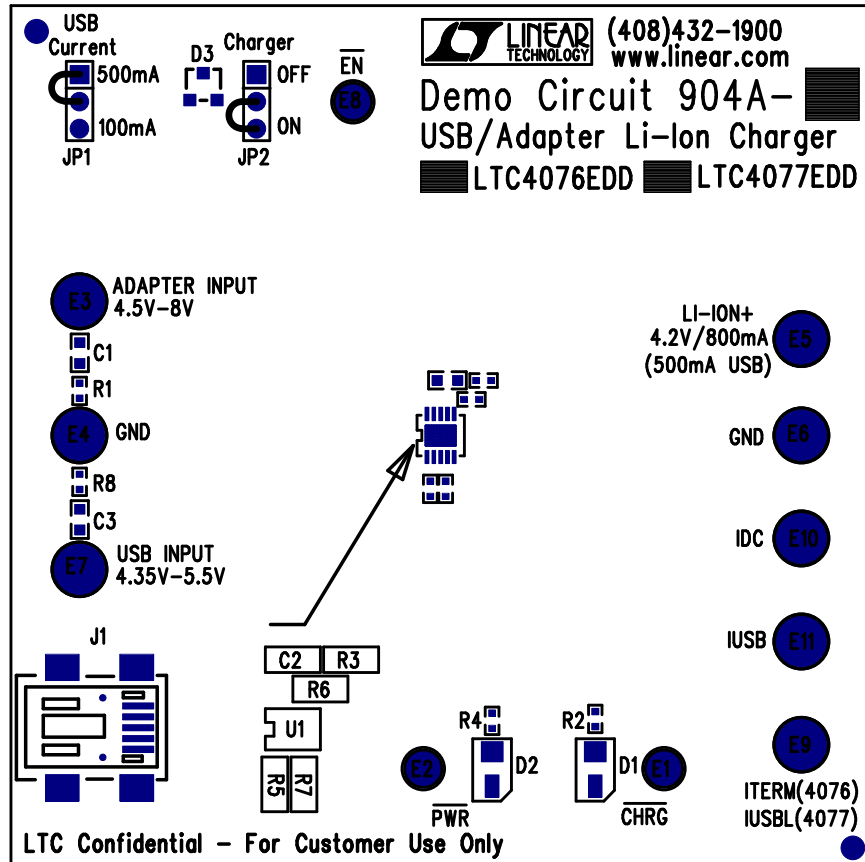 USB
Current
500mA
100mA
JP1
D3
Charger
OFF
ON
JP2
EN
E8
LINEAR
TECHNOLOGY
(408)432-1900
www.linear.com
Demo Circuit 904A-
USB/Adapter Li-Ion Charger
LTC4076EDD LTC4077EDD
E3
ADAPTER INPUT
4.5V-8V
C1
R1
E4
GND
R8
C3
E7
USB INPUT
4.35V-5.5V
LI-ION+
4.2V/800mA
(500mA USB)
E5
GND
E6
IDC
E10
IUSB
E11
J1
C2 R3
R6
U1
R5 R7
R4
D2
E2
PWR
R2
D1
E1
CHRG
E9
ITERM(4076)
IUSBL(4077)
LTC Confidential - For Customer Use Only